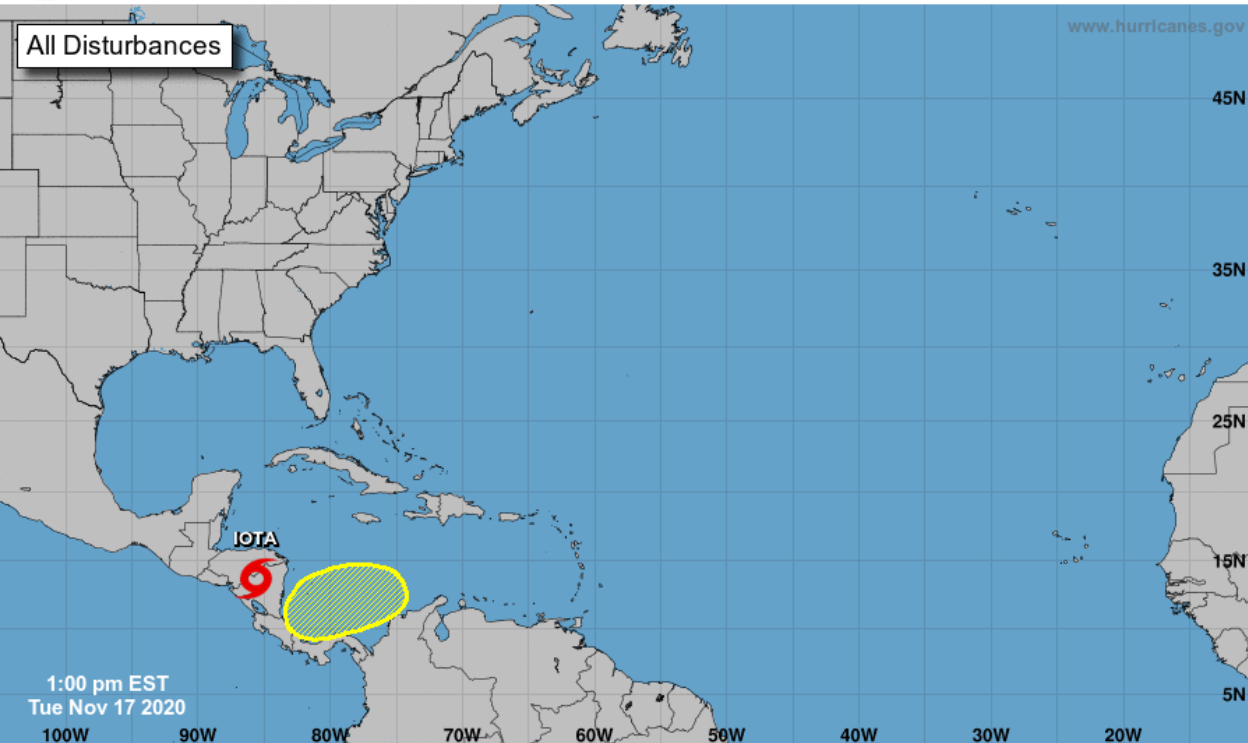 All Disturbances
www.hurricanes.gov
45N
35N
25N
IOTA
15N
1:00 pm EST
Tue Nov 17 2020
5N
100W 90W 80W 70W 60W 50W 40W 30W 20W